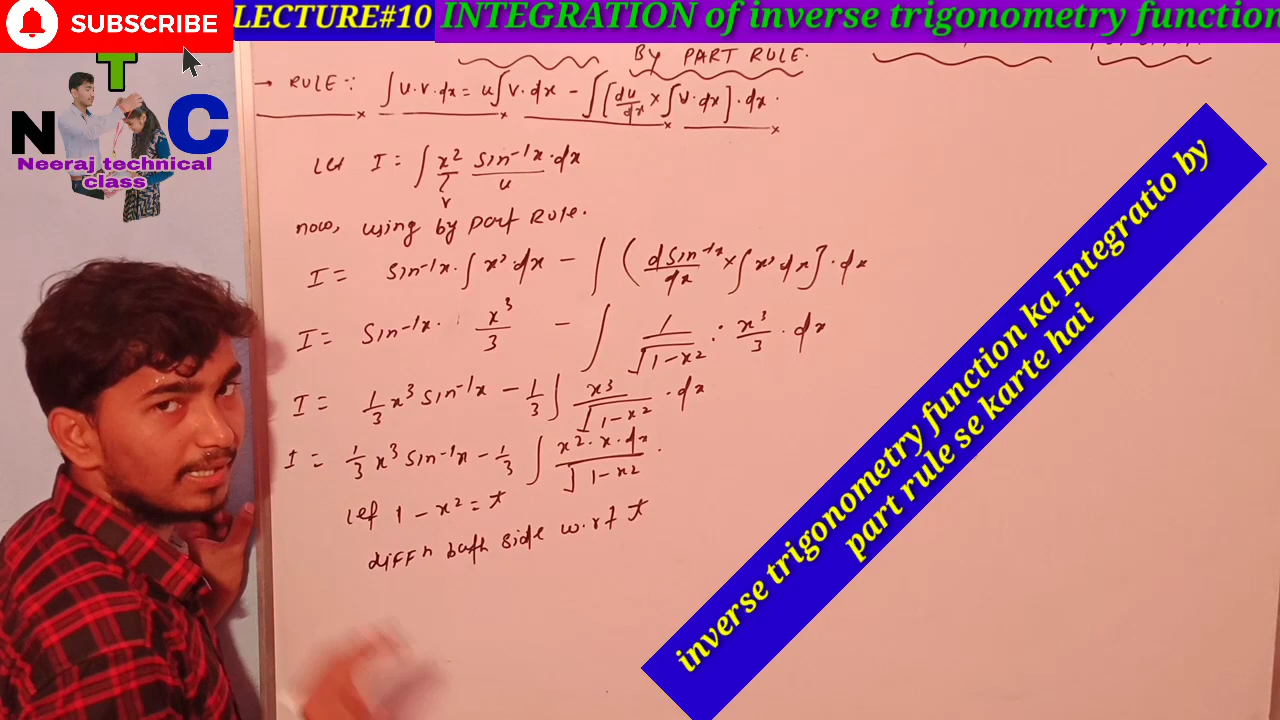 SUBSCRIBE
LECTURE#10 INTEGRATION of inverse trigonometry function
T
N C
Neeraj technical
class
BY PART RULE.
→ RULE :: ∫U.V.dx = u∫V.dx − ∫[du/dx × ∫V.dx].dx.
Let I = ∫ x² sin⁻¹x.dx
v u
now, using by part Rule.
I = sin⁻¹x.∫x².dx − ∫(dsin⁻¹x/dx × ∫x².dx].dx
I = sin⁻¹x. x³/3 − ∫ 1/√1−x² . x³/3 . dx
I = 1/3 x³ sin⁻¹x − 1/3 ∫ x³/√1−x² . dx
I = 1/3 x³ sin⁻¹x − 1/3 ∫ x².x.dx/√1−x² .
let 1 − x² = t
diffn both side w.r.t t
inverse trigonometry function ka Integratio by
part rule se karte hai